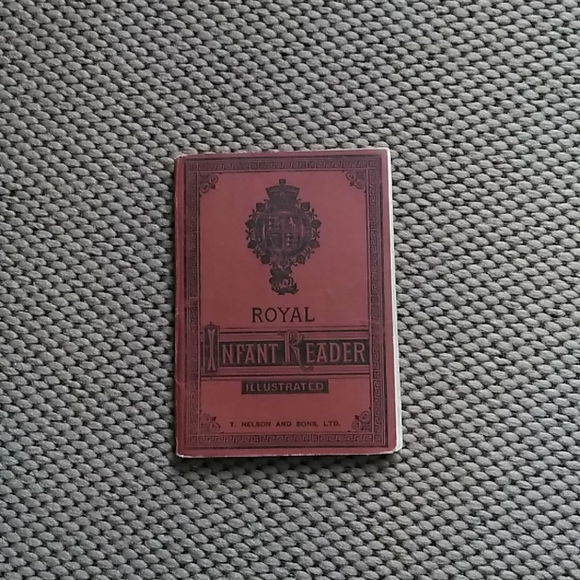 ROYAL
INFANT READER
ILLUSTRATED
T. NELSON AND SONS, LTD.